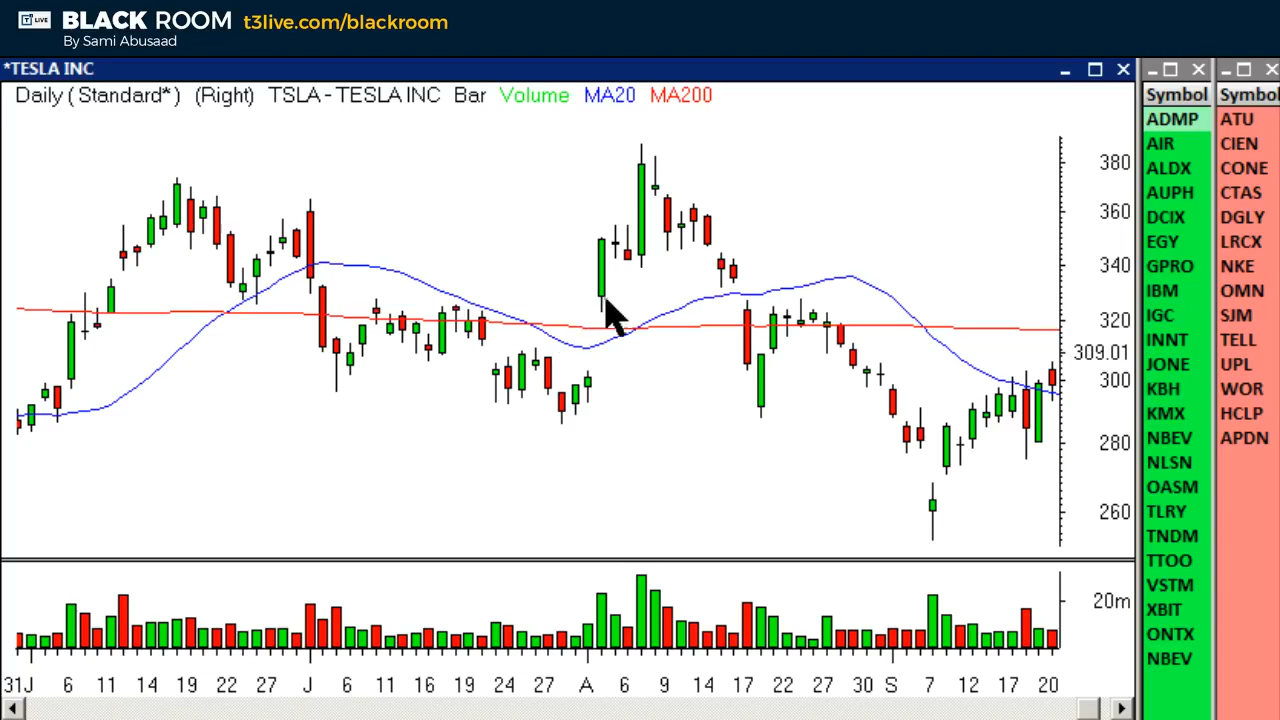 T3 LIVE BLACK ROOM t3live.com/blackroom
By Sami Abusaad
*TESLA INC
Daily (Standard*) (Right) TSLA - TESLA INC Bar Volume MA20 MA200
Symbol
ADMP
AIR
ALDX
AUPH
DCIX
EGY
GPRO
IBM
IGC
INNT
JONE
KBH
KMX
NBEV
NLSN
OASM
TLRY
TNDM
TTOO
VSTM
XBIT
ONTX
NBEV
Symbol
ATU
CIEN
CONE
CTAS
DGLY
LRCX
NKE
OMN
SJM
TELL
UPL
WOR
HCLP
APDN
380
360
340
320
309.01
300
280
260
20m
31J 6 11 14 19 22 27 J 6 11 16 19 24 27 A 6 9 14 17 22 27 30 S 7 12 17 20